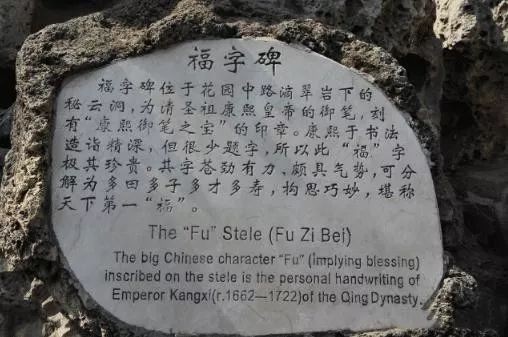 福字碑
福字碑位于花园中路滴翠岩下的
秘云洞，为清圣祖康熙皇帝的御笔，刻
有“康熙御笔之宝”的印章。康熙于书法
造诣精深，但很少题字，所以此“福”字
极其珍贵。其字苍劲有力、颇具气势，可分
解为多田多子多才多寿，构思巧妙，堪称
天下第一“福”。
The "Fu" Stele (Fu Zi Bei)
The big Chinese character "Fu" (implying blessing)
inscribed on the stele is the personal handwriting of
Emperor Kangxi(r.1662—1722)of the Qing Dynasty.